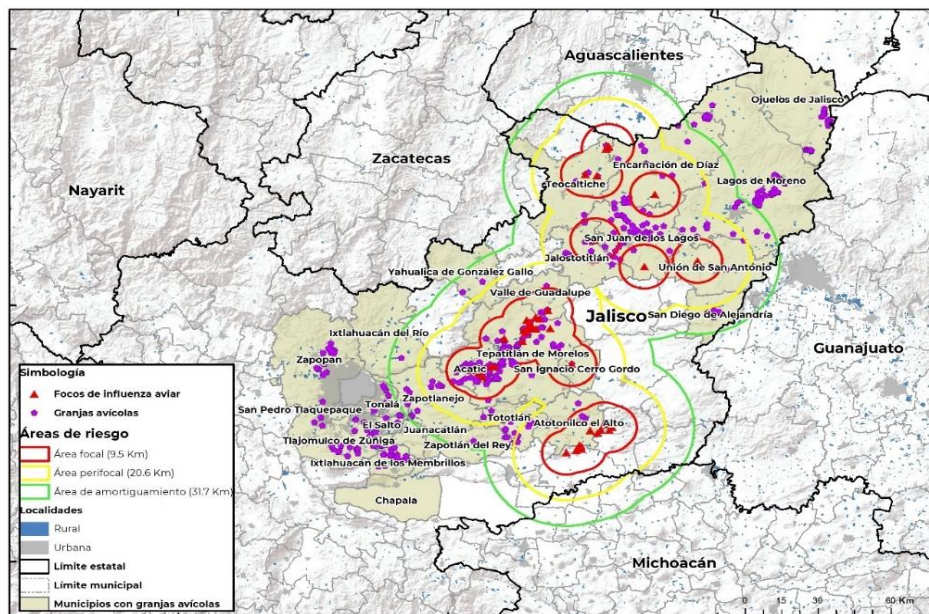 Aguascalientes
Ojuelos de Jalisco
Zacatecas
Encarnación de Díaz
Nayarit
Teocaltiche
Lagos de Moreno
San Juan de los Lagos
Jalostotitlán
Unión de San Antonio
Yahualica de González Gallo
Valle de Guadalupe
Jalisco
San Diego de Alejandría
Ixtlahuacán del Río
Guanajuato
Zapopan
Tepatitlán de Morelos
Acatic
San Ignacio Cerro Gordo
Zapotlanejo
Tonalá
San Pedro Tlaquepaque
El Salto
Juanacatlán
Tototlán
Atotonilco el Alto
Tlajomulco de Zúñiga
Zapotlán del Rey
Ixtlahuacán de los Membrillos
Chapala
Michoacán
Simbología
Focos de influenza aviar
Granjas avícolas
Áreas de riesgo
Área focal (9.5 Km)
Área perifocal (20.6 Km)
Área de amortiguamiento (31.7 Km)
Localidades
Rural
Urbana
Límite estatal
Límite municipal
Municipios con granjas avícolas
0 15 30 60 Km